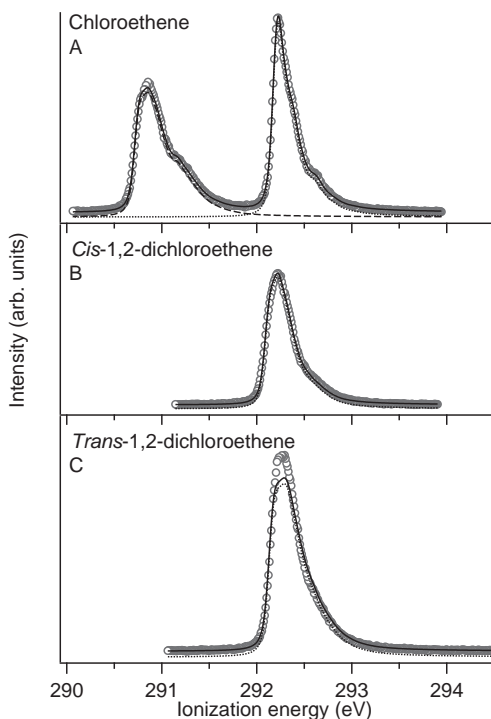 Chloroethene
A
Cis-1,2-dichloroethene
B
Trans-1,2-dichloroethene
C
Intensity (arb. units)
290 291 292 293 294
Ionization energy (eV)